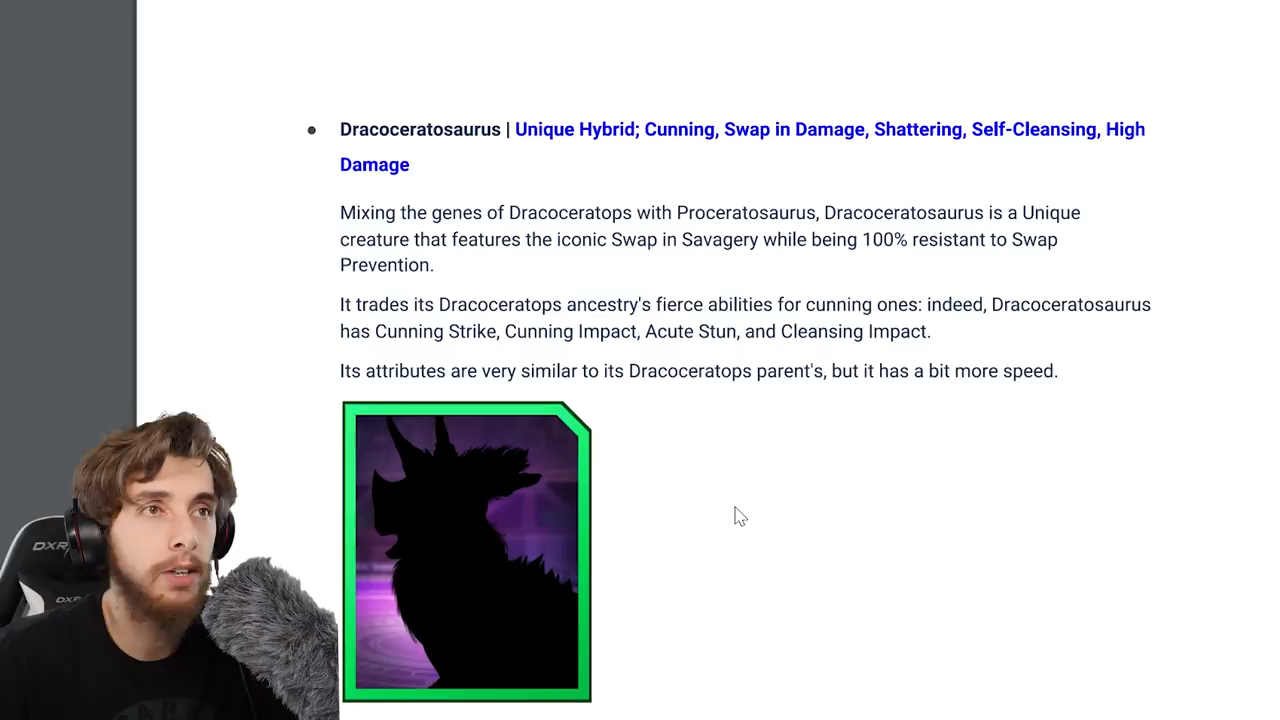 ● Dracoceratosaurus | Unique Hybrid; Cunning, Swap in Damage, Shattering, Self-Cleansing, High
Damage
Mixing the genes of Dracoceratops with Proceratosaurus, Dracoceratosaurus is a Unique
creature that features the iconic Swap in Savagery while being 100% resistant to Swap
Prevention.
It trades its Dracoceratops ancestry's fierce abilities for cunning ones: indeed, Dracoceratosaurus
has Cunning Strike, Cunning Impact, Acute Stun, and Cleansing Impact.
Its attributes are very similar to its Dracoceratops parent's, but it has a bit more speed.
DXR
DXR